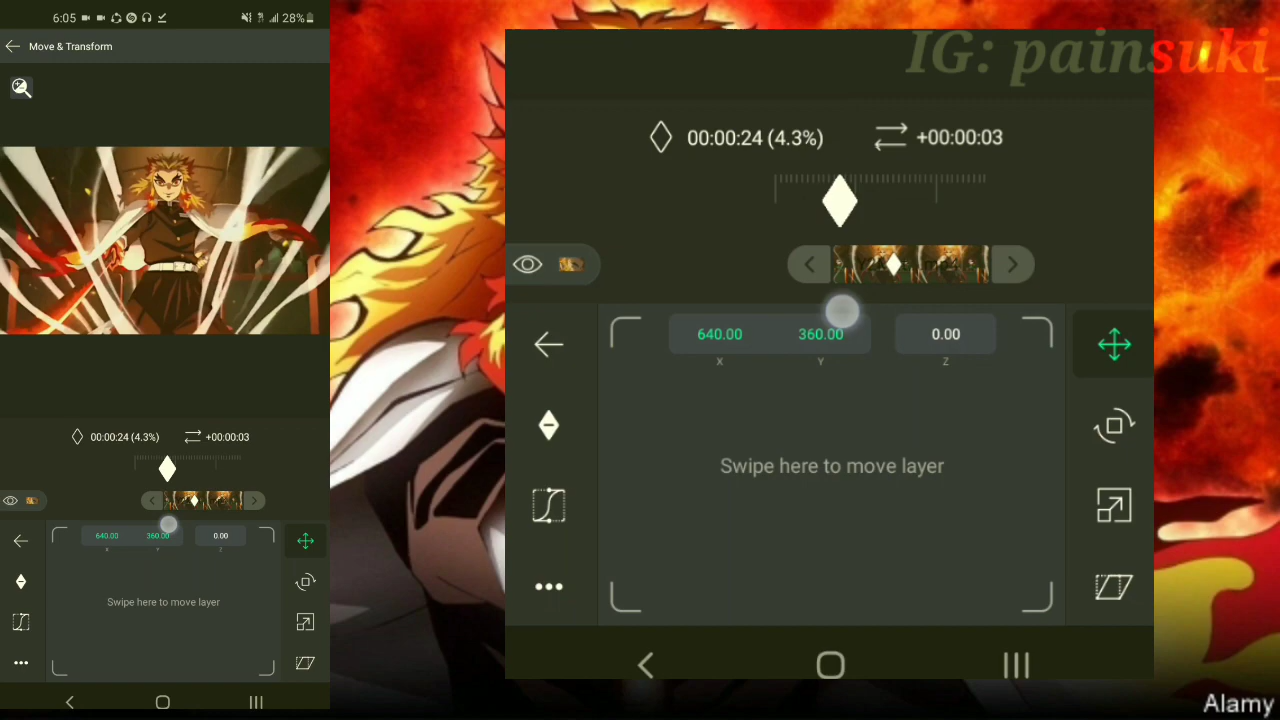 6:05
28%
Move & Transform
00:00:24 (4.3%)
+00:00:03
640.00
360.00
0.00
Swipe here to move layer
IG: painsuki_
00:00:24 (4.3%)
+00:00:03
640.00
360.00
0.00
X
Y
Z
Swipe here to move layer
Alamy